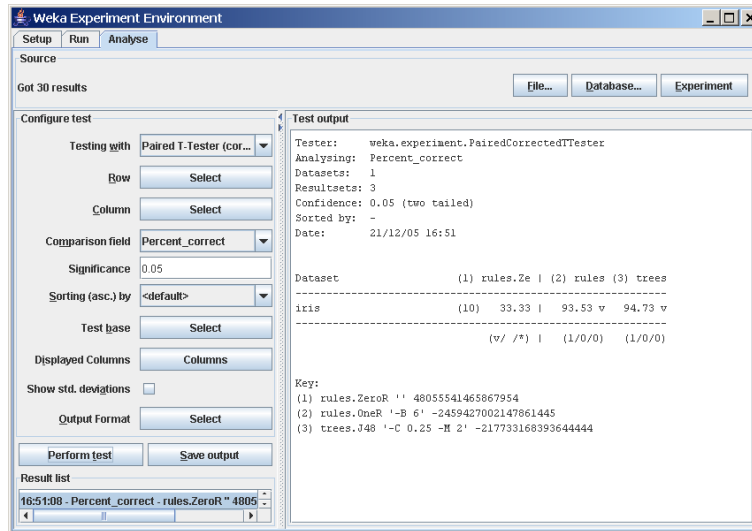 Weka Experiment Environment
Setup Run Analyse
Source
Got 30 results
File... Database... Experiment
Configure test
Testing with Paired T-Tester (cor...
Row Select
Column Select
Comparison field Percent_correct
Significance 0.05
Sorting (asc.) by <default>
Test base Select
Displayed Columns Columns
Show std. deviations
Output Format Select
Perform test Save output
Result list
16:51:08 - Percent_correct - rules.ZeroR '' 4805
Test output
Tester: weka.experiment.PairedCorrectedTTester
Analysing: Percent_correct
Datasets: 1
Resultsets: 3
Confidence: 0.05 (two tailed)
Sorted by: -
Date: 21/12/05 16:51
Dataset (1) rules.Ze | (2) rules (3) trees
--------------------------------------------------------------
iris (10) 33.33 | 93.53 v 94.73 v
--------------------------------------------------------------
(v/ /*) | (1/0/0) (1/0/0)
Key:
(1) rules.ZeroR '' 48055541465867954
(2) rules.OneR '-B 6' -2459427002147861445
(3) trees.J48 '-C 0.25 -M 2' -217733168393644444